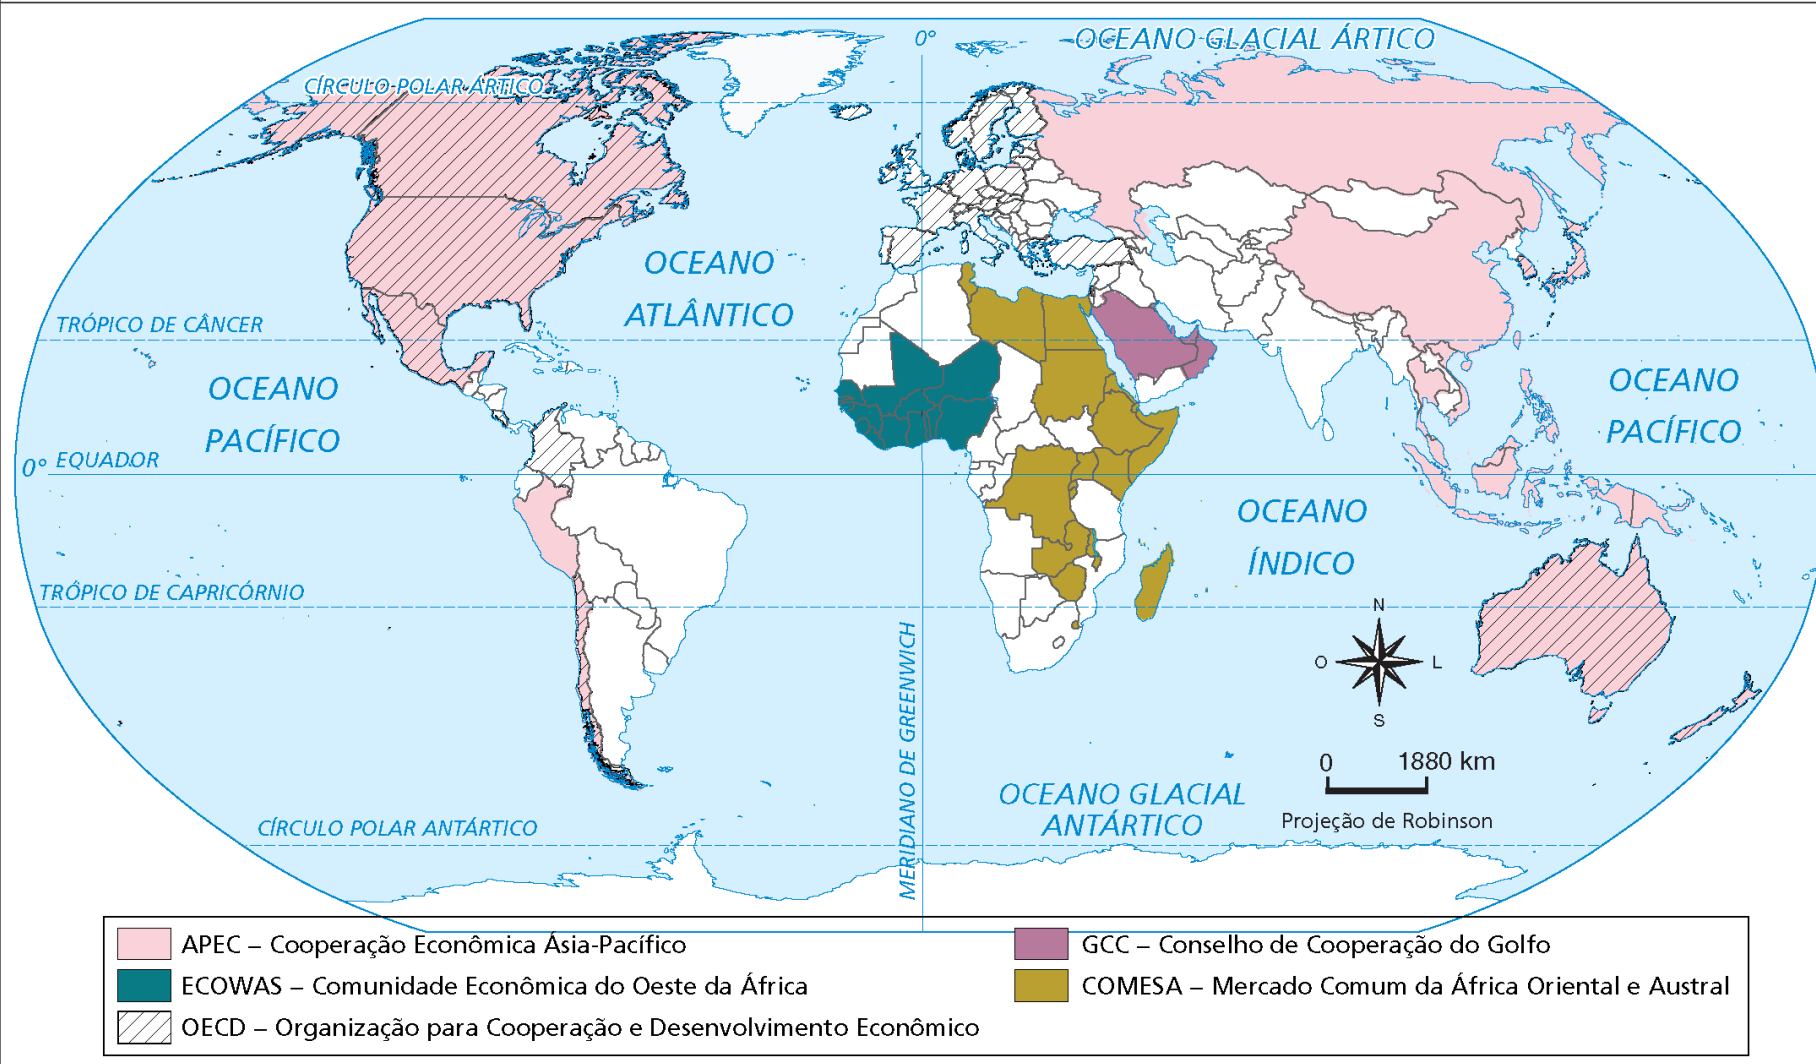 0°
OCEANO GLACIAL ÁRTICO
CÍRCULO POLAR ÁRTICO
OCEANO
ATLÂNTICO
TRÓPICO DE CÂNCER
OCEANO
PACÍFICO
OCEANO
PACÍFICO
0° EQUADOR
OCEANO
ÍNDICO
TRÓPICO DE CAPRICÓRNIO
MERIDIANO DE GREENWICH
N
O
L
S
0 1880 km
Projeção de Robinson
OCEANO GLACIAL
ANTÁRTICO
CÍRCULO POLAR ANTÁRTICO
APEC – Cooperação Econômica Ásia-Pacífico
ECOWAS – Comunidade Econômica do Oeste da África
OECD – Organização para Cooperação e Desenvolvimento Econômico
GCC – Conselho de Cooperação do Golfo
COMESA – Mercado Comum da África Oriental e Austral